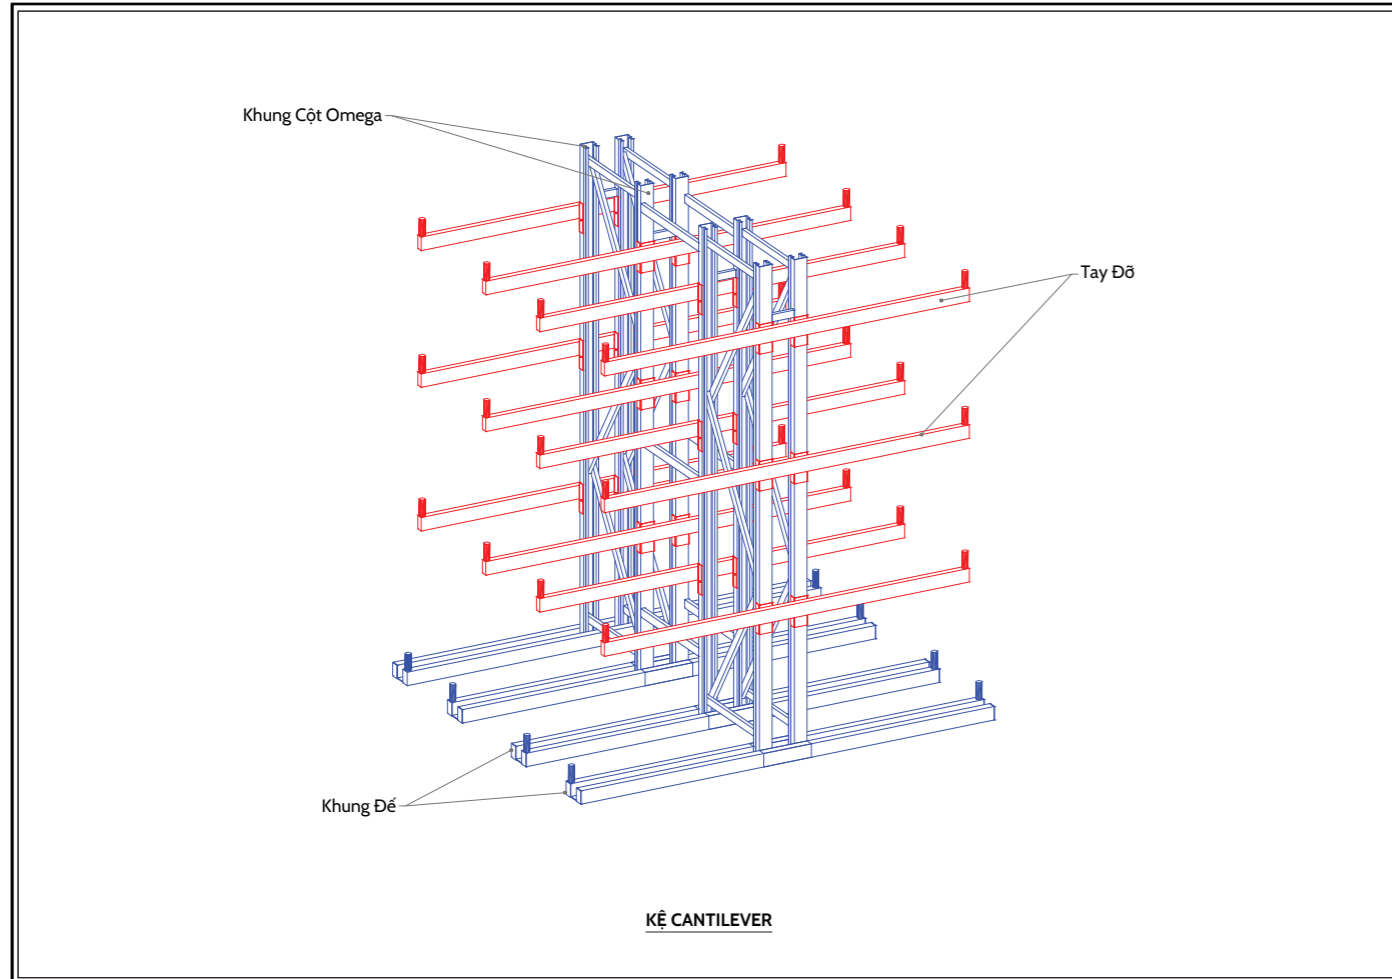 Khung Cột Omega
Tay Đỡ
Khung Đế
KỆ CANTILEVER